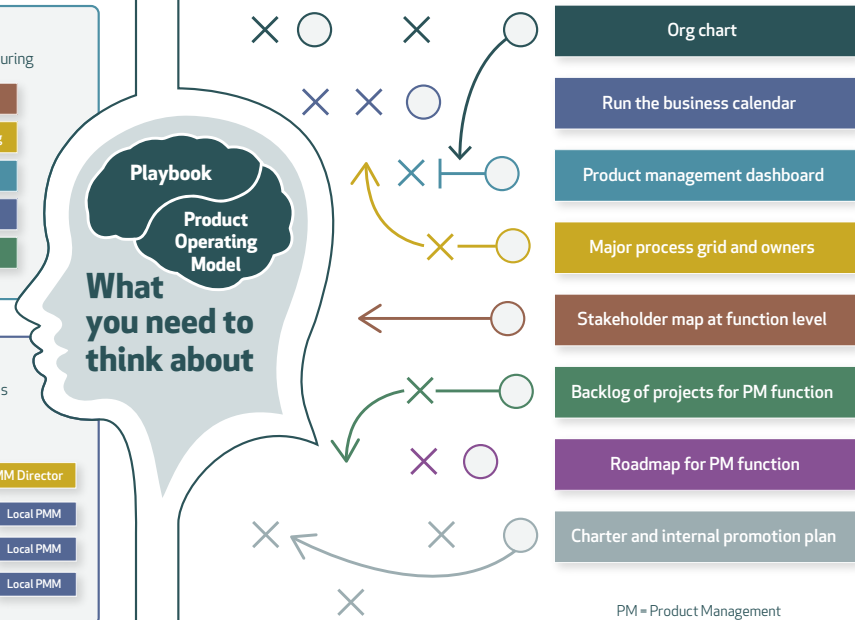 uring
g
s
MM Director
Local PMM
Local PMM
Local PMM
Playbook
Product
Operating
Model
What
you need to
think about
Org chart
Run the business calendar
Product management dashboard
Major process grid and owners
Stakeholder map at function level
Backlog of projects for PM function
Roadmap for PM function
Charter and internal promotion plan
PM = Product Management